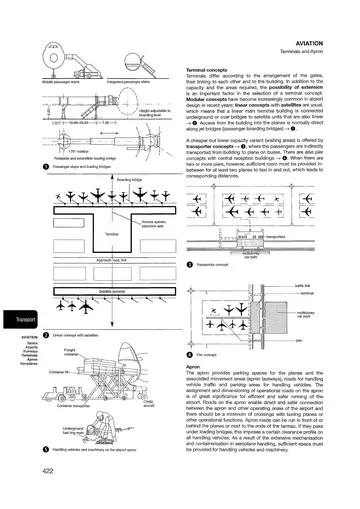 AVIATION
Terminals and Apron
Mobile passenger stairs
Integrated passenger stairs
Height adjustable to
boarding level
175° rotation
Rotatable and extendible loading bridge
1 Passenger stairs and loading bridges
Boarding bridge
Access system,
extension axis
Terminal
Approach road, link
Satellite terminal
2 Linear concept with satellites
Freight
container
Container lift
Container transporter
Cargo
aircraft
Underground
fuel ring main
5 Handling vehicles and machinery on the airport apron
Transport
AVIATION
Airports
Runways
Terminals
Apron
Aeroplanes
422
Terminal concepts
Terminals differ according to the arrangement of the gates,
their linking to each other and to the building. In addition to the
capacity and the areas required, the possibility of extension
is an important factor in the selection of a terminal concept.
Modular concepts have become increasingly common in airport
design in recent years: linear concepts with satellites are usual,
which means that a linear main terminal building is connected
underground or over bridges to satellite units that are also linear
→ 2. Access from the building into the planes is normally direct
along jet bridges (passenger boarding bridges) → 1.
A cheaper but linear capacity variant (waiting areas) is offered by
transporter concepts → 3, where the passengers are indirectly
transported from building to plane on buses. There are also pier
concepts with central reception buildings → 4. When there are
two or more piers, however, sufficient room must be provided in-
between for at least two planes to taxi in and out, which leads to
corresponding distances.
transporters
multistorey
car park
3 Transporter concept
traffic link
terminal
multistorey
car park
pier
4 Pier concept
Apron
The apron provides parking spaces for the planes and the
associated movement areas (apron taxiways), roads for handling
vehicle traffic and parking areas for handling vehicles. The
assignment and dimensioning of operational roads on the apron
is of great significance for efficient and safer running of the
airport. Roads on the apron enable direct and safer connection
between the apron and other operating areas of the airport and
there should be a minimum of crossings with taxiing planes or
other operational functions. Apron roads can be run in front of or
behind the planes or next to the ends of the tarmac. If they pass
under loading bridges, this imposes a certain clearance profile on
all handling vehicles. As a result of the extensive mechanisation
and containerisation in aeroplane handling, sufficient space must
be provided for handling vehicles and machinery.